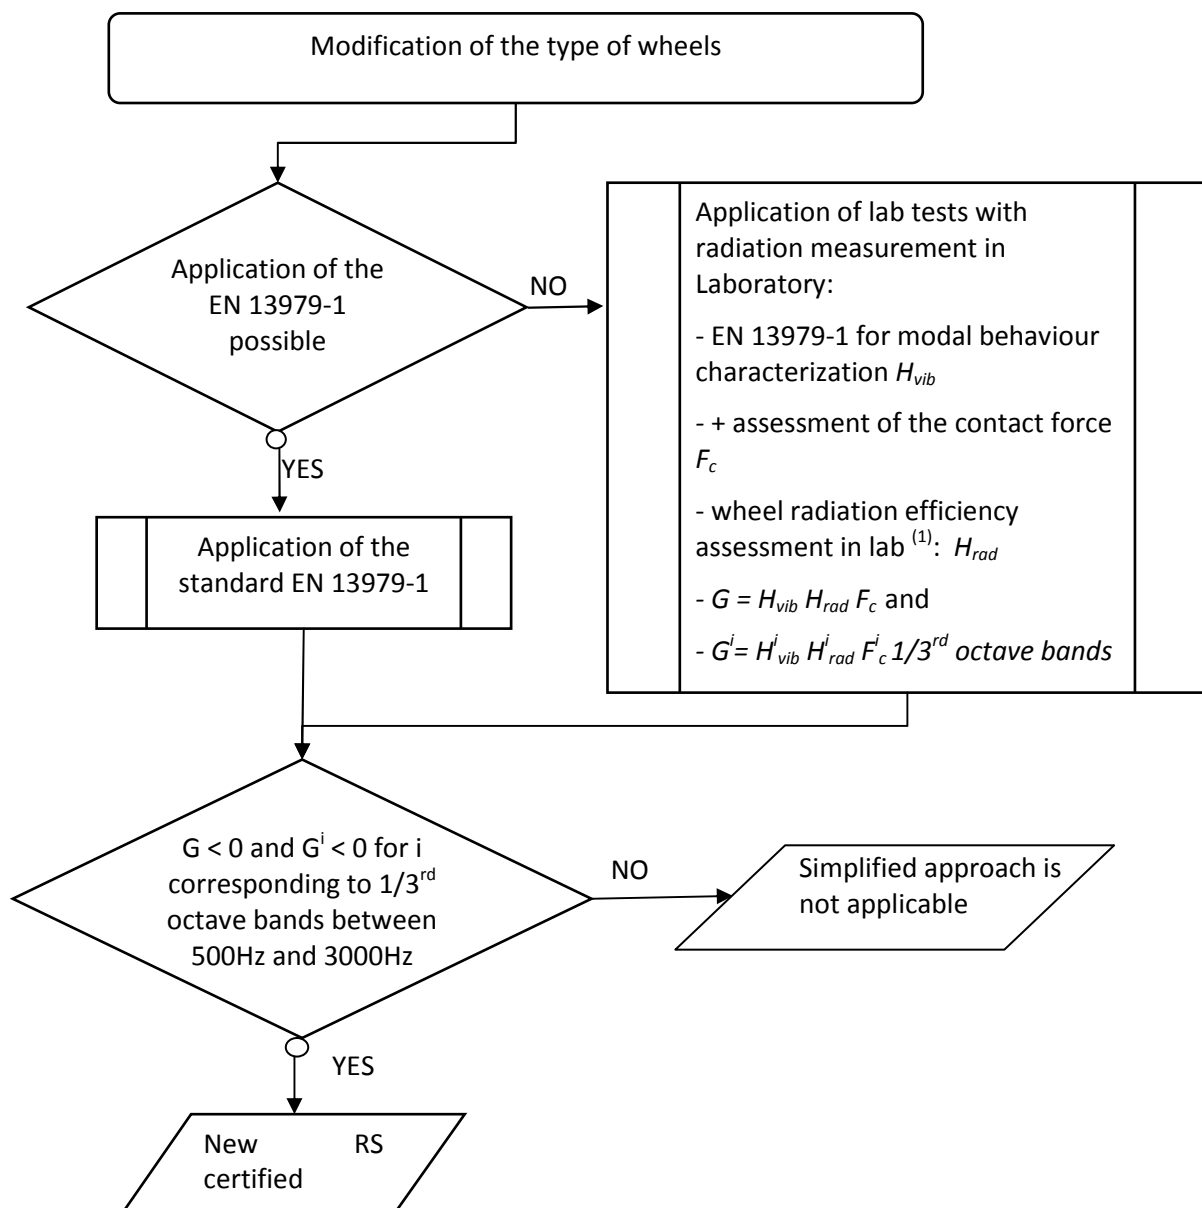 Modification of the type of wheels
Application of the
EN 13979-1
possible
NO
YES
Application of lab tests with
radiation measurement in
Laboratory:
- EN 13979-1 for modal behaviour
characterization Hvib
- + assessment of the contact force
Fc
- wheel radiation efficiency
assessment in lab (1): Hrad
- G = Hvib Hrad Fc and
- Gi= Hivib Hirad Fic 1/3rd octave bands
Application of the
standard EN 13979-1
G < 0 and Gi < 0 for i
corresponding to 1/3rd
octave bands between
500Hz and 3000Hz
NO
Simplified approach is
not applicable
YES
New RS
certified